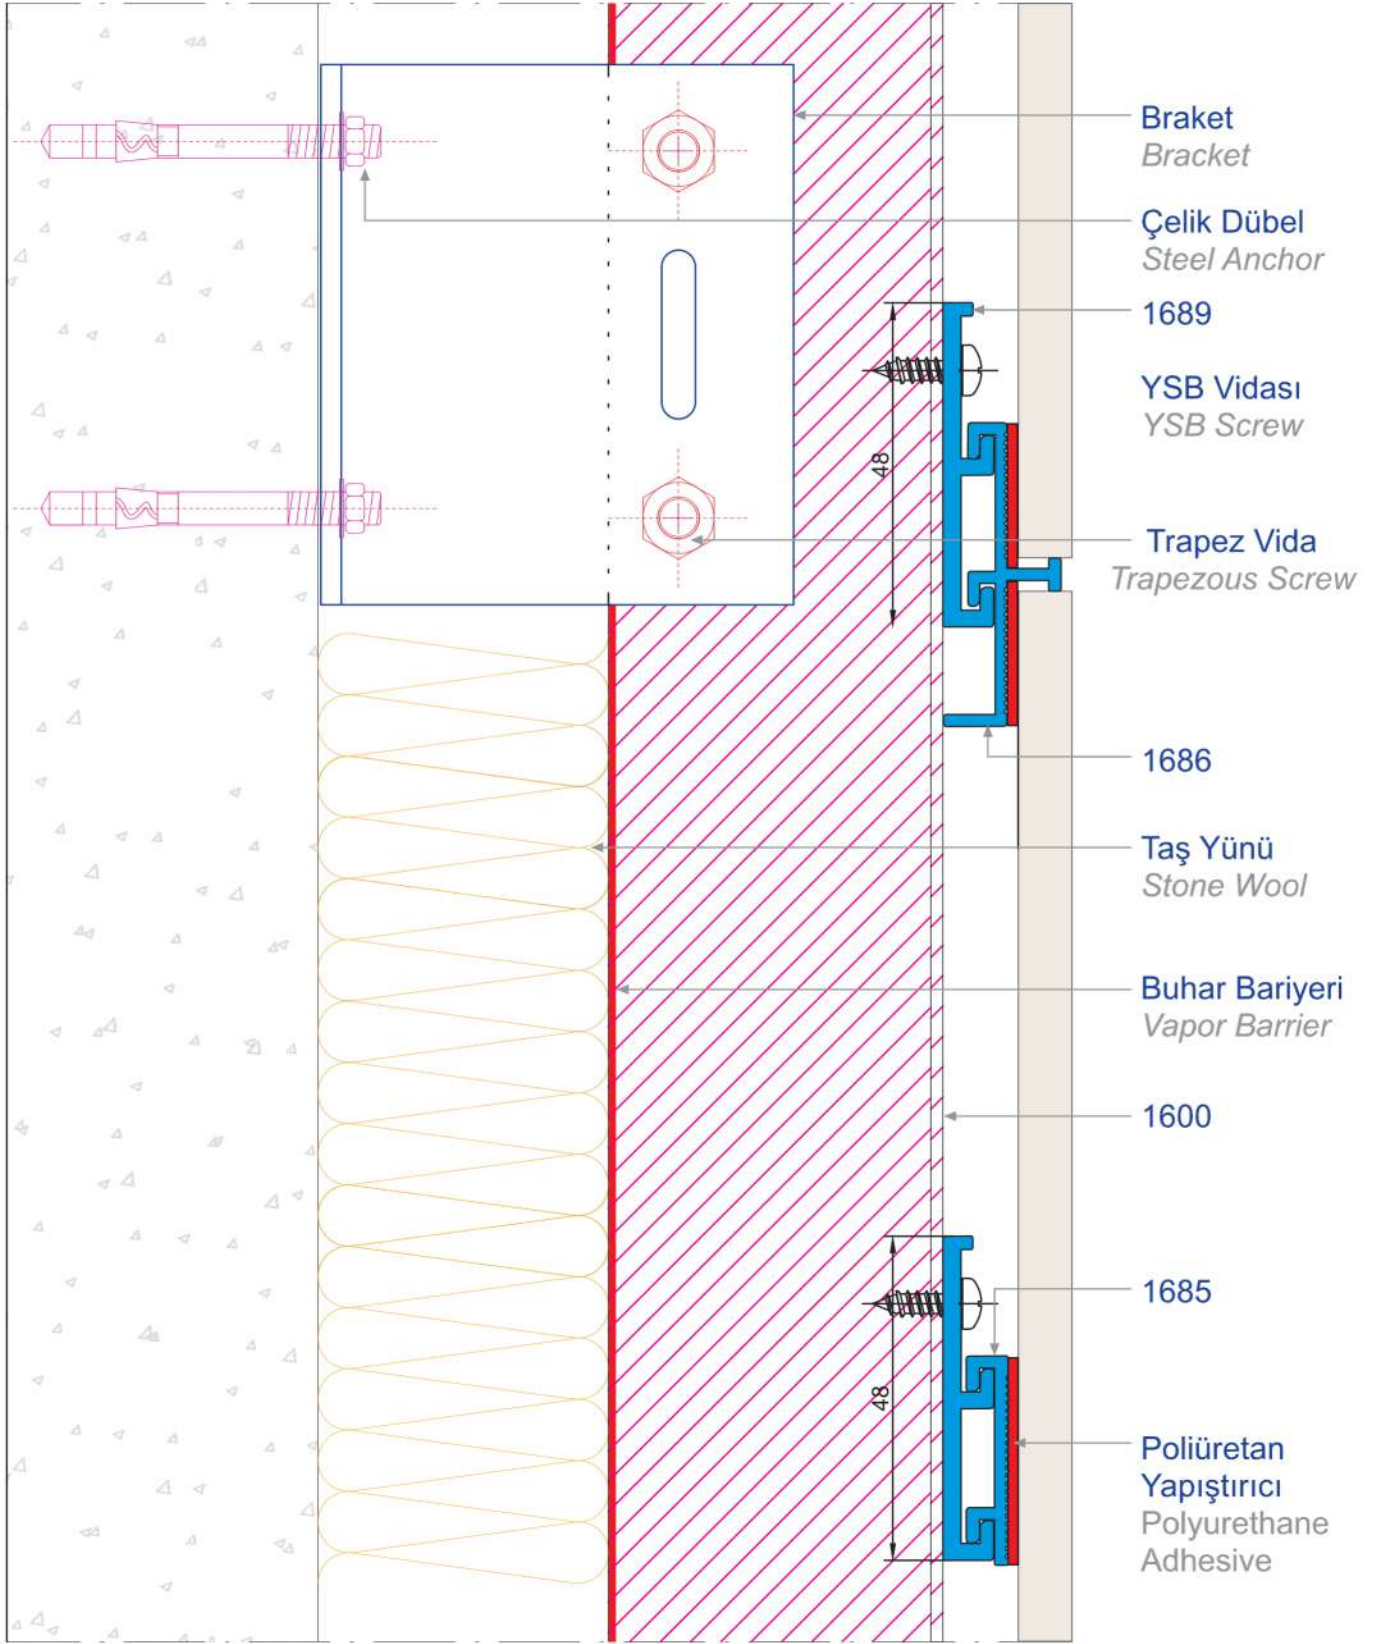 Braket
Bracket
Çelik Dübel
Steel Anchor
1689
YSB Vidası
YSB Screw
48
Trapez Vida
Trapezous Screw
1686
Taş Yünü
Stone Wool
Buhar Bariyeri
Vapor Barrier
1600
1685
48
Poliüretan
Yapıştırıcı
Polyurethane
Adhesive